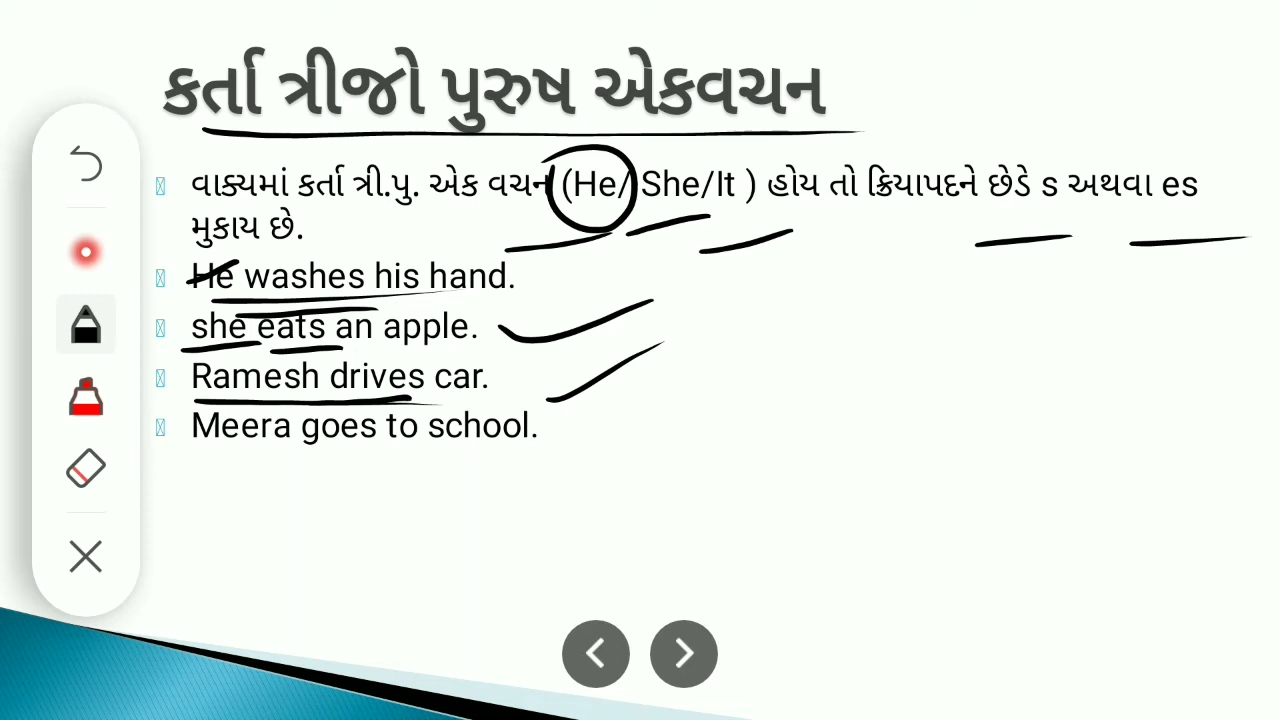 કર્તા ત્રીજો પુરુષ એકવચન
વાક્યમાં કર્તા ત્રી.પુ. એક વચન (He/ She/It ) હોય તો ક્રિયાપદને છેડે s અથવા es
મુકાય છે.
He washes his hand.
she eats an apple.
Ramesh drives car.
Meera goes to school.